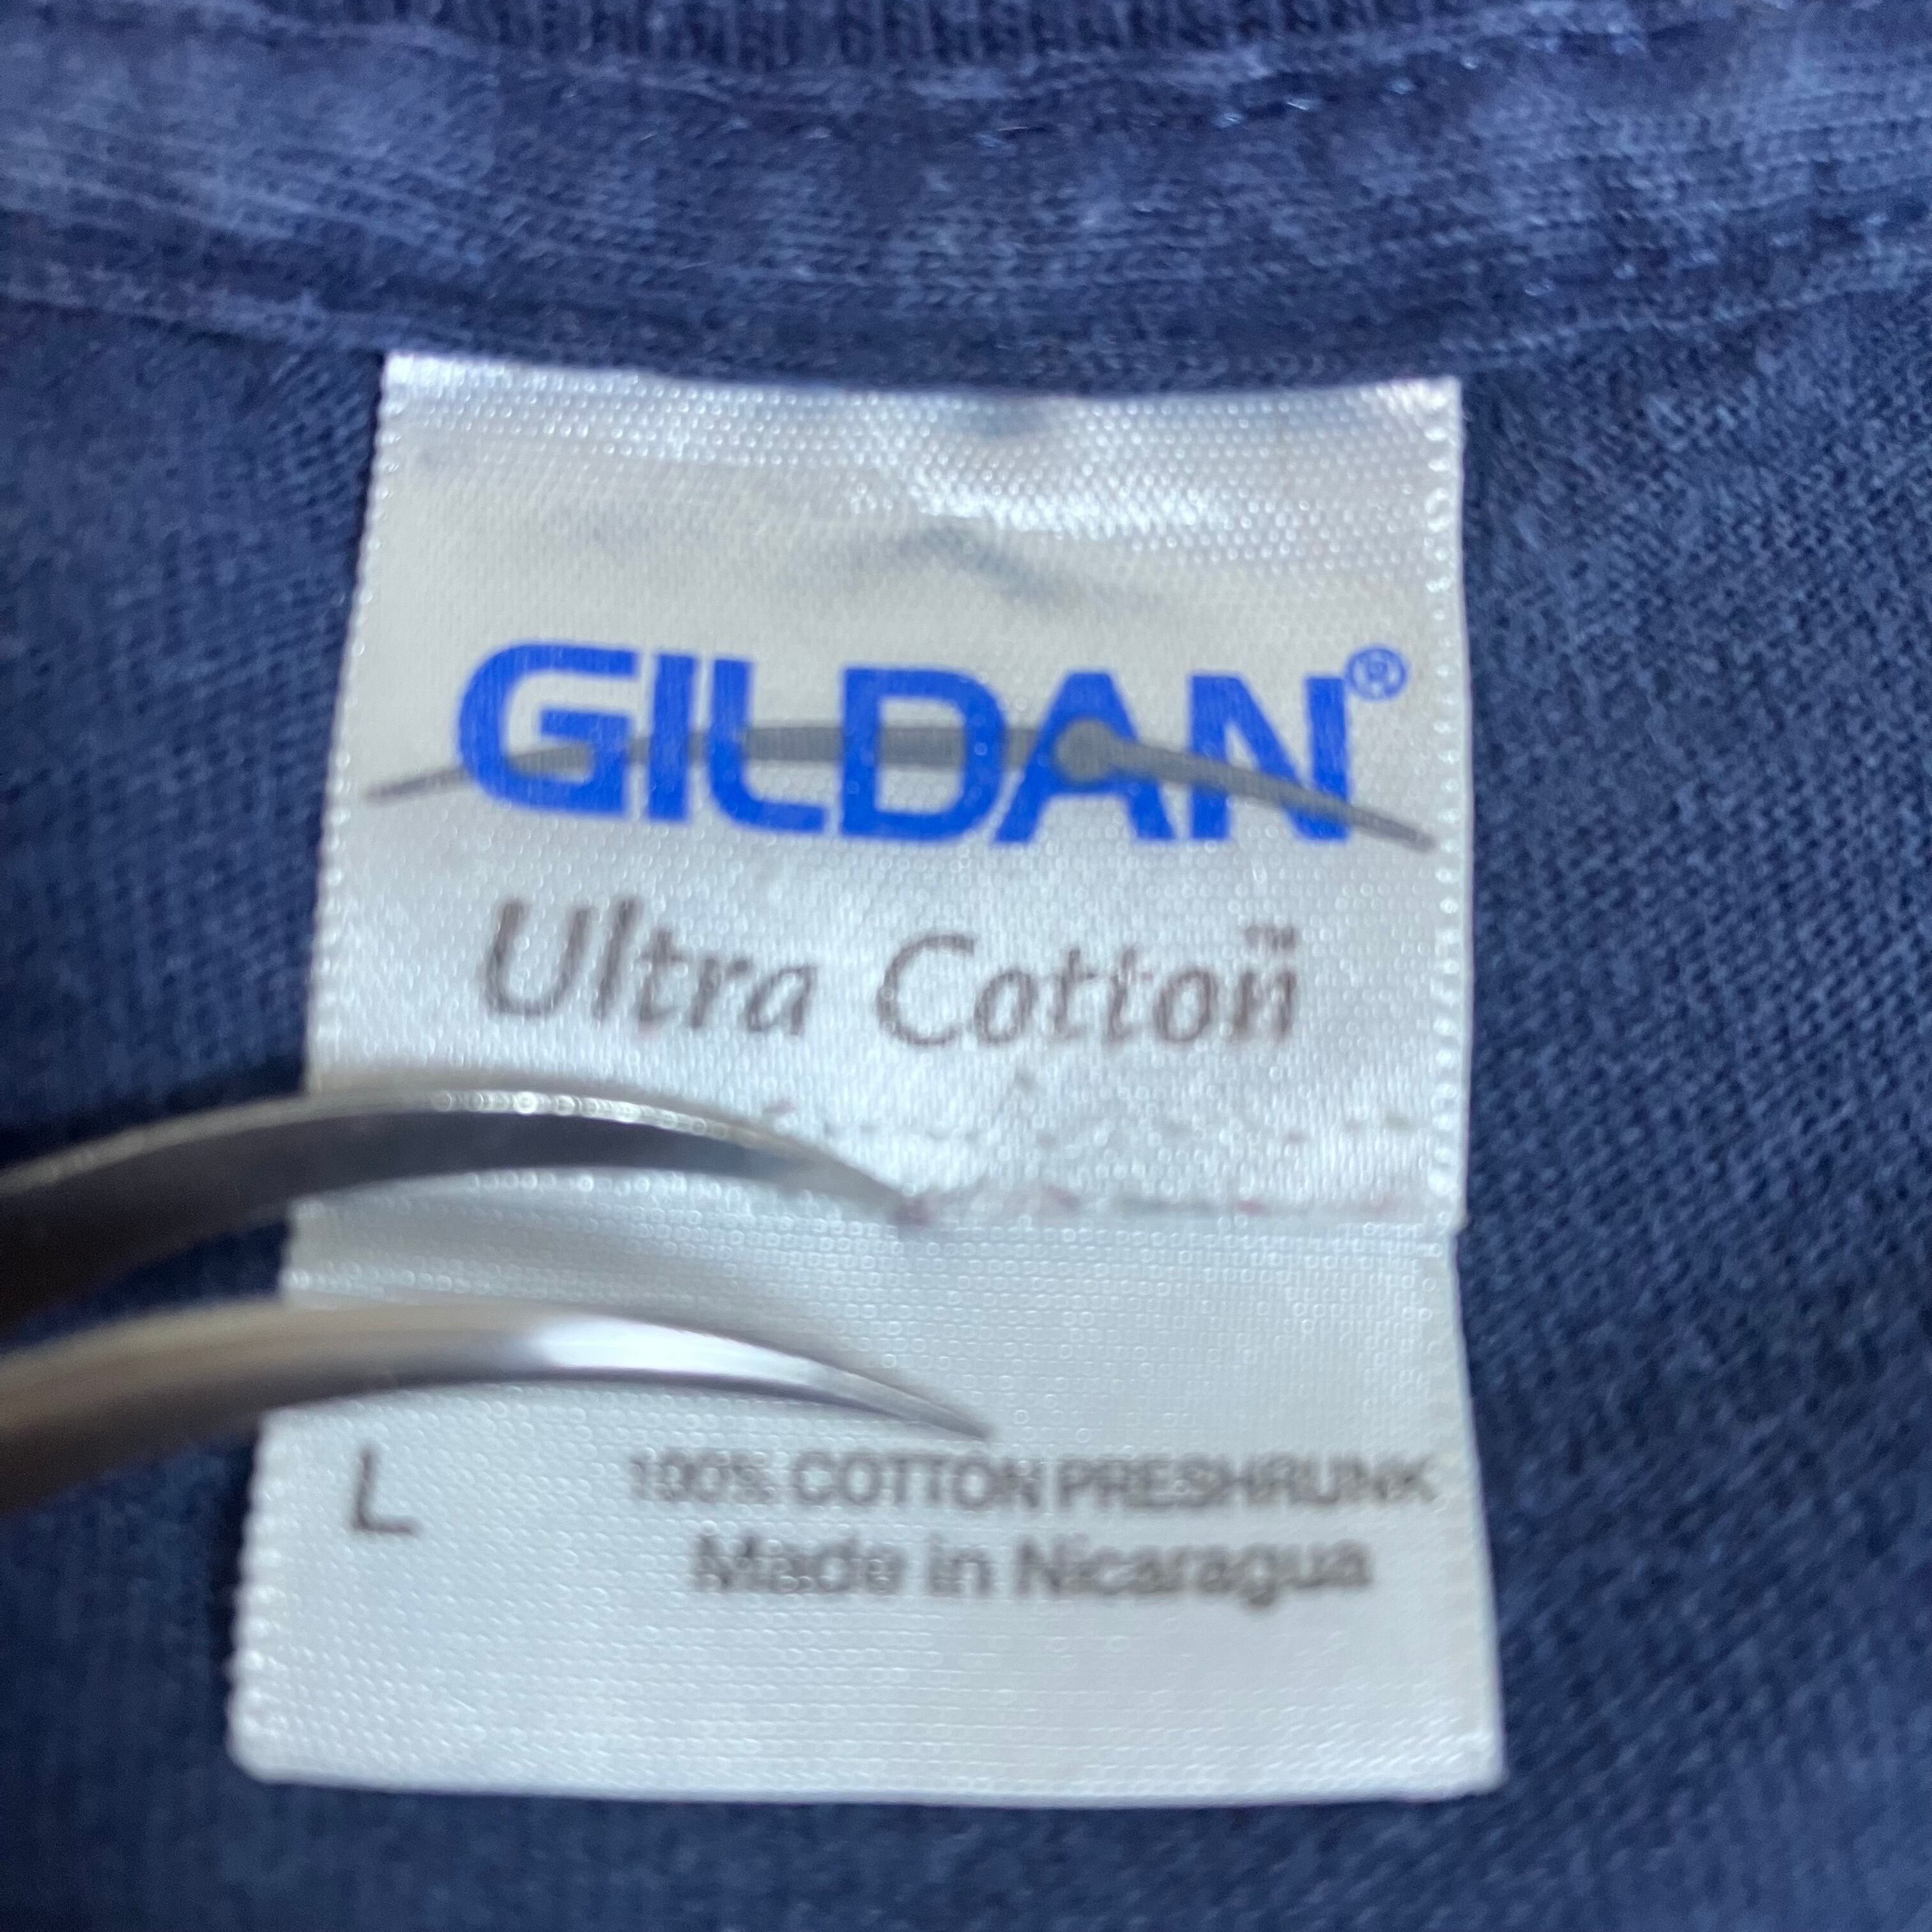 GILDAN®
Ultra Cotton™
L 100% COTTON PRESHRUNK
Made in Nicaragua